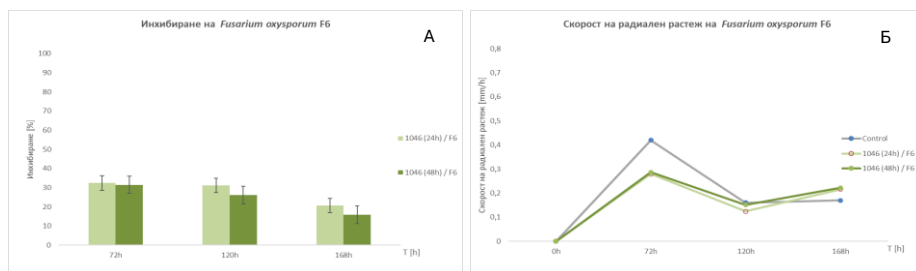 Инхибиране на Fusarium oxysporum F6
А
100
90
80
70
60
50
40
30
20
10
0
Инхибиране [%]
72h
120h
168h
T [h]
1046 (24h) / F6
1046 (48h) / F6
Скорост на радиален растеж на Fusarium oxysporum F6
Б
0,8
0,7
0,6
0,5
0,4
0,3
0,2
0,1
0
Скорост на радиален растеж [mm/h]
0h
72h
120h
168h
T [h]
Control
1046 (24h) / F6
1046 (48h) / F6